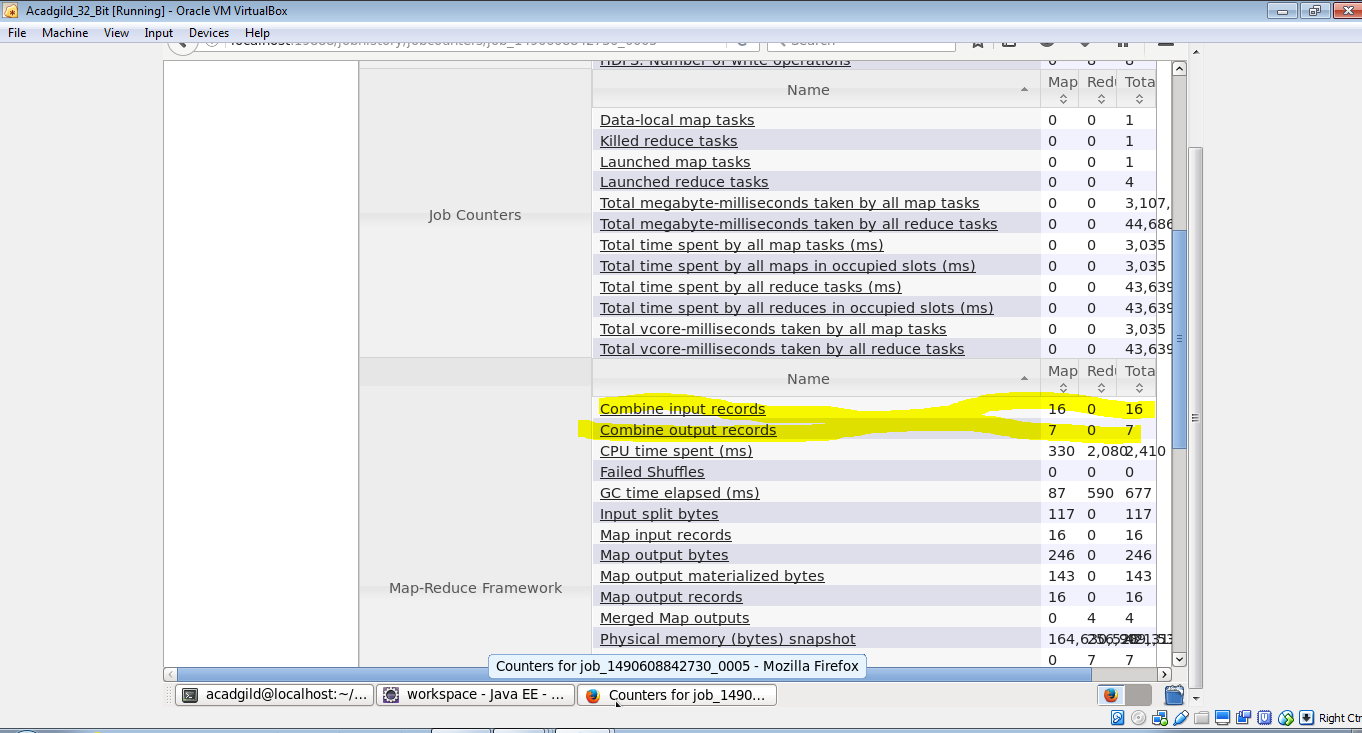 Acadgild_32_Bit [Running] - Oracle VM VirtualBox
File Machine View Input Devices Help
localhost:19888/jobhistory/jobcounters/job_1490608842730_0005 Search
HDFS: Number of write operations 0 8 8
Name Map Redu Tota
Data-local map tasks 0 0 1
Killed reduce tasks 0 0 1
Launched map tasks 0 0 1
Launched reduce tasks 0 0 4
Total megabyte-milliseconds taken by all map tasks 0 0 3,107,
Total megabyte-milliseconds taken by all reduce tasks 0 0 44,686
Job Counters
Total time spent by all map tasks (ms) 0 0 3,035
Total time spent by all maps in occupied slots (ms) 0 0 3,035
Total time spent by all reduce tasks (ms) 0 0 43,639
Total time spent by all reduces in occupied slots (ms) 0 0 43,639
Total vcore-milliseconds taken by all map tasks 0 0 3,035
Total vcore-milliseconds taken by all reduce tasks 0 0 43,639
Name Map Redu Tota
Combine input records 16 0 16
Combine output records 7 0 7
CPU time spent (ms) 330 2,080 2,410
Failed Shuffles 0 0 0
GC time elapsed (ms) 87 590 677
Input split bytes 117 0 117
Map input records 16 0 16
Map output bytes 246 0 246
Map output materialized bytes 143 0 143
Map-Reduce Framework
Map output records 16 0 16
Merged Map outputs 0 4 4
Physical memory (bytes) snapshot
0 7 7
Counters for job_1490608842730_0005 - Mozilla Firefox
acadgild@localhost:~/... workspace - Java EE - ... Counters for job_1490...
Right Ctr